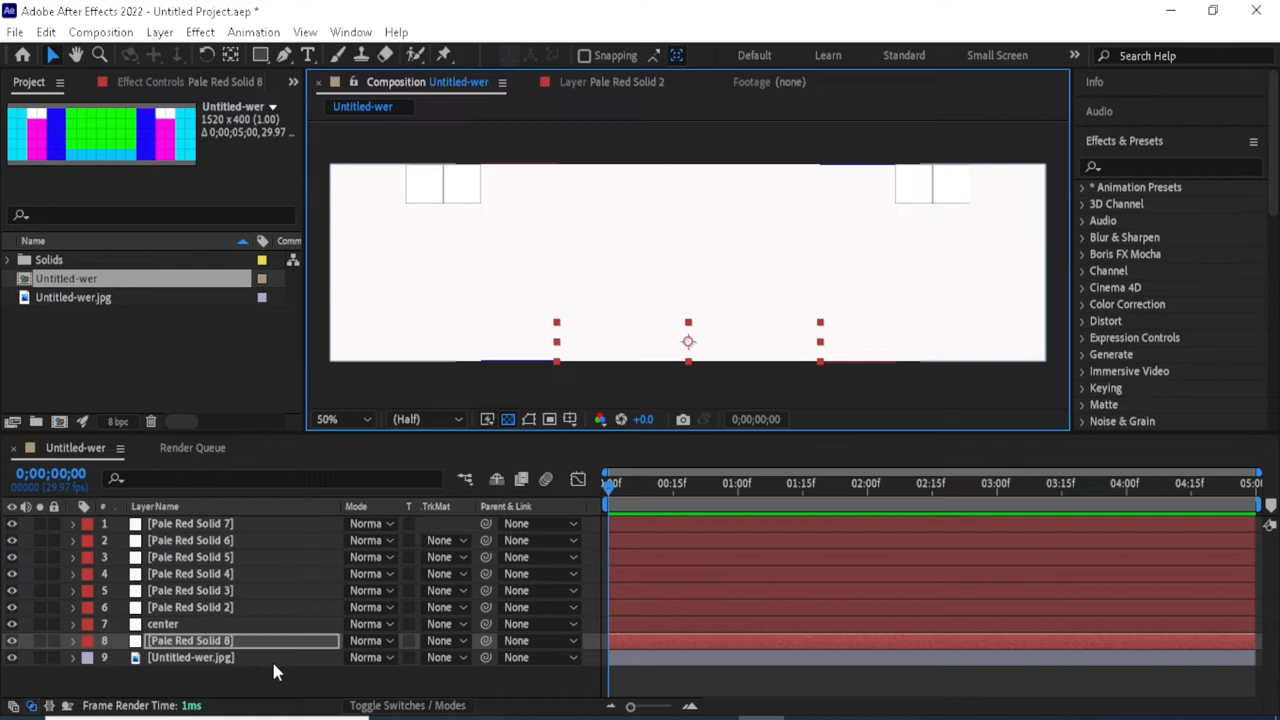 Ae Adobe After Effects 2022 - Untitled Project.aep *
File Edit Composition Layer Effect Animation View Window Help
Snapping Default Learn Standard Small Screen Search Help
Project Effect Controls Pale Red Solid 8 Composition Untitled-wer Layer Pale Red Solid 2 Footage (none) Info
Untitled-wer
1520 x 400 (1.00)
Δ 0;00;05;00, 29.97 ...
Untitled-wer
Audio
Effects & Presets
Name Comm
Solids
Untitled-wer
Untitled-wer.jpg
* Animation Presets
3D Channel
Audio
Blur & Sharpen
Boris FX Mocha
Channel
Cinema 4D
Color Correction
Distort
Expression Controls
Generate
Immersive Video
Keying
Matte
Noise & Grain
8 bpc
50% (Half) +0.0 0;00;00;00
Untitled-wer Render Queue
0;00;00;00
00000 (29.97 fps)
:00f 00:15f 01:00f 01:15f 02:00f 02:15f 03:00f 03:15f 04:00f 04:15f 05:0
# LayerName Mode T .TrkMat Parent & Link
1 [Pale Red Solid 7] Norma None
2 [Pale Red Solid 6] Norma None None
3 [Pale Red Solid 5] Norma None None
4 [Pale Red Solid 4] Norma None None
5 [Pale Red Solid 3] Norma None None
6 [Pale Red Solid 2] Norma None None
7 center Norma None None
8 [Pale Red Solid 8] Norma None None
9 [Untitled-wer.jpg] Norma None None
Frame Render Time: 1ms Toggle Switches / Modes